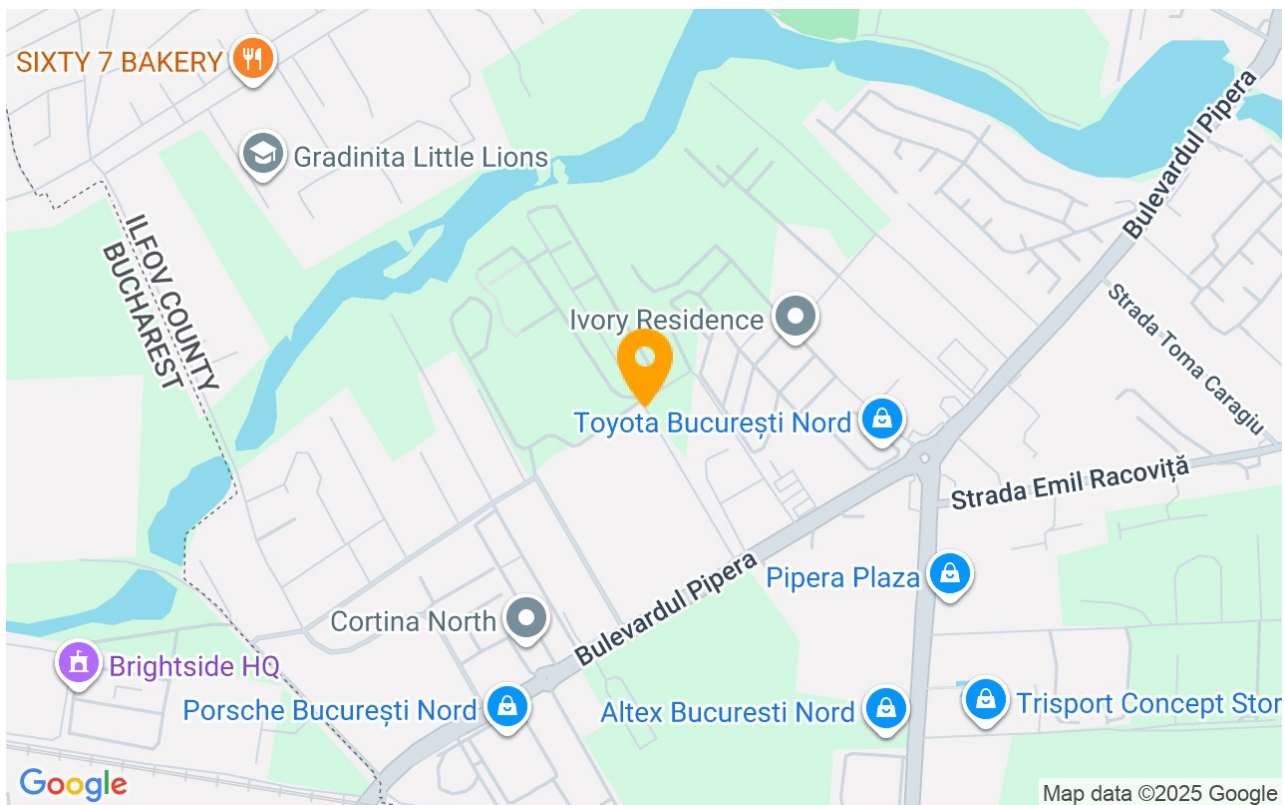 SIXTY 7 BAKERY
Gradinita Little Lions
Bulevardul Pipera
ILFOV COUNTY
BUCHAREST
Ivory Residence
Strada Toma Caragiu
Toyota București Nord
Strada Emil Racoviță
Pipera Plaza
Bulevardul Pipera
Cortina North
Brightside HQ
Porsche București Nord
Altex Bucuresti Nord
Trisport Concept Stor
Google
Map data ©2025 Google